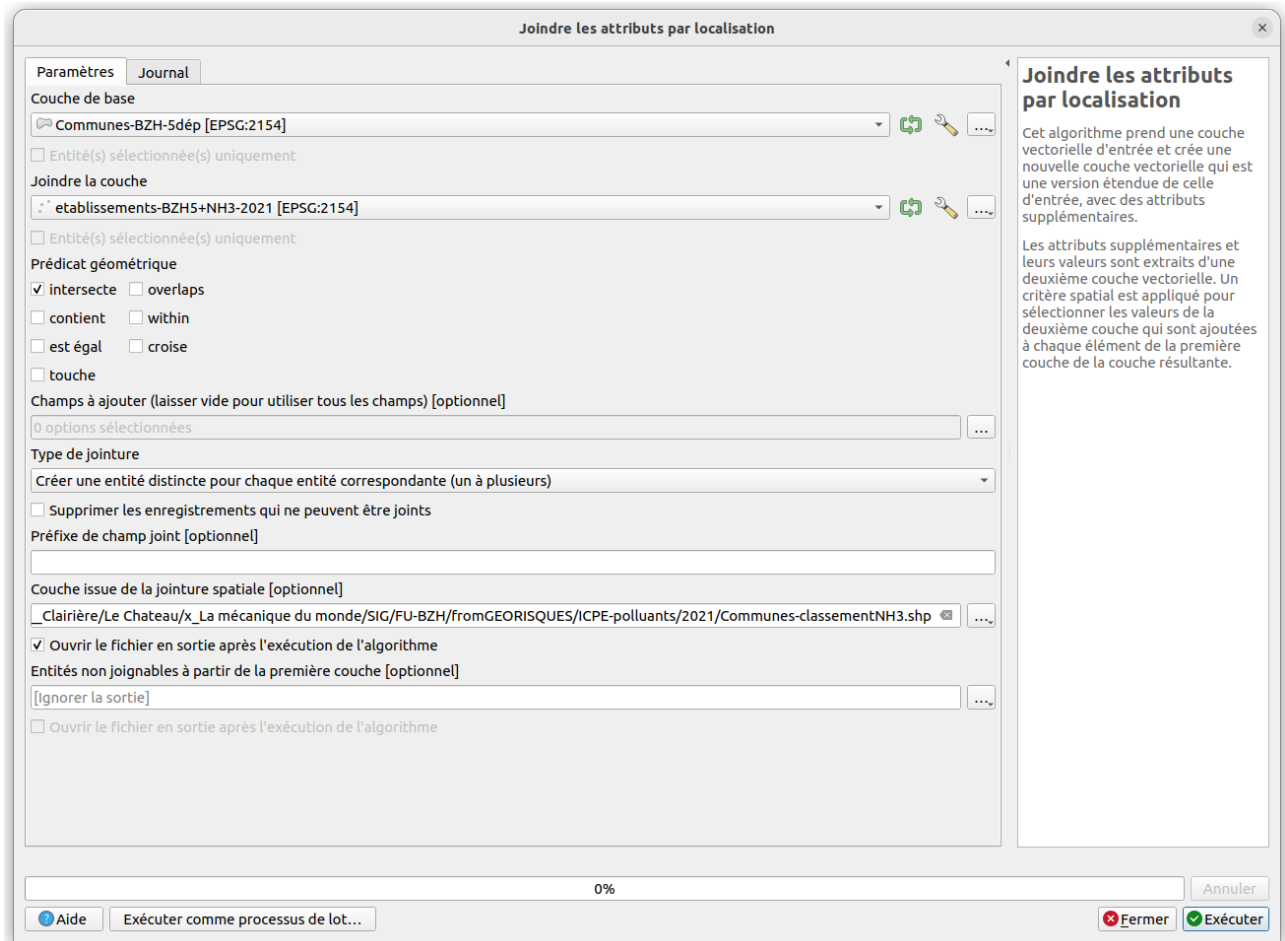 Joindre les attributs par localisation
Paramètres
Journal
Couche de base
Communes-BZH-5dép [EPSG:2154]
…
Entité(s) sélectionnée(s) uniquement
Joindre la couche
etablissements-BZH5+NH3-2021 [EPSG:2154]
…
Entité(s) sélectionnée(s) uniquement
Prédicat géométrique
intersecte
overlaps
contient
within
est égal
croise
touche
Champs à ajouter (laisser vide pour utiliser tous les champs) [optionnel]
0 options sélectionnées
…
Type de jointure
Créer une entité distincte pour chaque entité correspondante (un à plusieurs)
Supprimer les enregistrements qui ne peuvent être joints
Préfixe de champ joint [optionnel]
Couche issue de la jointure spatiale [optionnel]
_Clairière/Le Chateau/x_La mécanique du monde/SIG/FU-BZH/fromGEORISQUES/ICPE-polluants/2021/Communes-classementNH3.shp
…
Ouvrir le fichier en sortie après l'exécution de l'algorithme
Entités non joignables à partir de la première couche [optionnel]
[Ignorer la sortie]
…
Ouvrir le fichier en sortie après l'exécution de l'algorithme
Joindre les attributs
par localisation
Cet algorithme prend une couche
vectorielle d'entrée et crée une
nouvelle couche vectorielle qui est
une version étendue de celle
d'entrée, avec des attributs
supplémentaires.
Les attributs supplémentaires et
leurs valeurs sont extraits d'une
deuxième couche vectorielle. Un
critère spatial est appliqué pour
sélectionner les valeurs de la
deuxième couche qui sont ajoutées
à chaque élément de la première
couche de la couche résultante.
0%
Annuler
Aide
Exécuter comme processus de lot…
Fermer
Exécuter